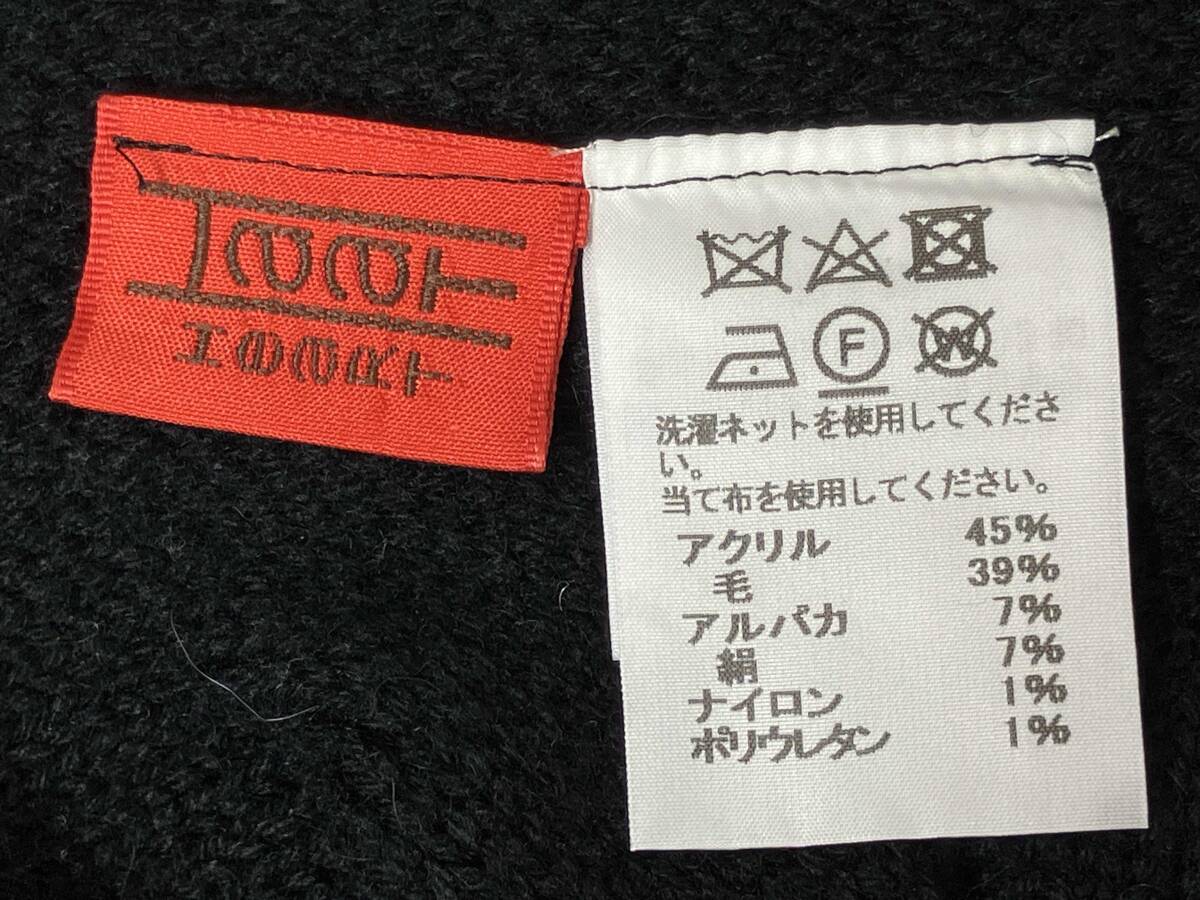 HaaT
HeaRT
F W
洗濯ネットを使用してくださ
い。
当て布を使用してください。
アクリル 45%
毛 39%
アルパカ 7%
絹 7%
ナイロン 1%
ポリウレタン 1%